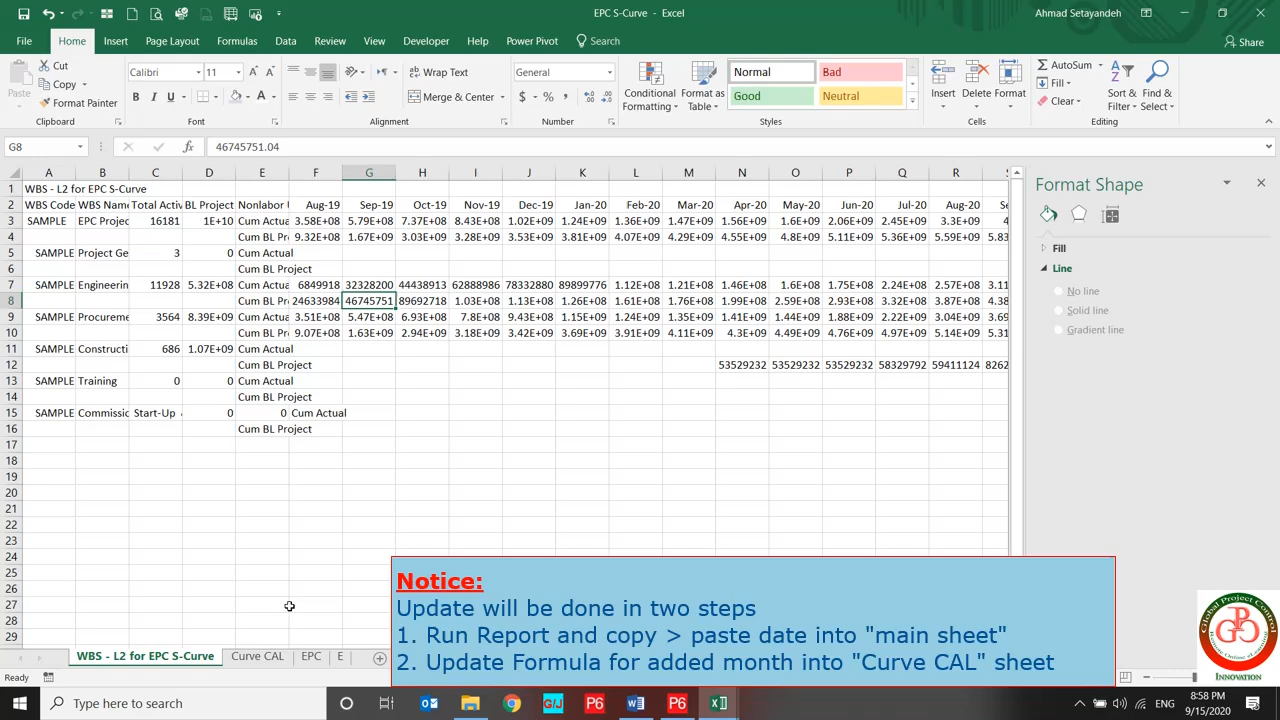 EPC S-Curve - Excel
Ahmad Setayandeh
File Home Insert Page Layout Formulas Data Review View Developer Help Power Pivot Search Share
Cut Calibri 11 Wrap Text General Normal Bad AutoSum
Copy Fill
Paste Format Painter B I U Merge & Center $ % Conditional Formatting Format as Table Good Neutral Insert Delete Format Clear Sort & Filter Find & Select
Clipboard Font Alignment Number Styles Cells Editing
G8 fx 46745751.04
A B C D E F G H I J K L M N O P Q R S
1 WBS - L2 for EPC S-Curve
2 WBS Code WBS Name Total Activ BL Project Nonlabor Aug-19 Sep-19 Oct-19 Nov-19 Dec-19 Jan-20 Feb-20 Mar-20 Apr-20 May-20 Jun-20 Jul-20 Aug-20 Se
3 SAMPLE EPC Projec 16181 1E+10 Cum Actua 3.58E+08 5.79E+08 7.37E+08 8.43E+08 1.02E+09 1.24E+09 1.36E+09 1.47E+09 1.56E+09 1.6E+09 2.06E+09 2.45E+09 3.3E+09 4
4 Cum BL Pr 9.32E+08 1.67E+09 3.03E+09 3.28E+09 3.53E+09 3.81E+09 4.07E+09 4.29E+09 4.55E+09 4.8E+09 5.11E+09 5.36E+09 5.59E+09 5.83
5 SAMPLE Project Ge 3 0 Cum Actual
6 Cum BL Project
7 SAMPLE Engineerin 11928 5.32E+08 Cum Actua 6849918 32328200 44438913 62888986 78332880 89899776 1.12E+08 1.21E+08 1.46E+08 1.6E+08 1.75E+08 2.24E+08 2.57E+08 3.11
8 Cum BL Pr 24633984 46745751 89692718 1.03E+08 1.13E+08 1.26E+08 1.61E+08 1.76E+08 1.99E+08 2.59E+08 2.93E+08 3.32E+08 3.87E+08 4.38
9 SAMPLE Procureme 3564 8.39E+09 Cum Actua 3.51E+08 5.47E+08 6.93E+08 7.8E+08 9.43E+08 1.15E+09 1.24E+09 1.35E+09 1.41E+09 1.44E+09 1.88E+09 2.22E+09 3.04E+09 3.69
10 Cum BL Pr 9.07E+08 1.63E+09 2.94E+09 3.18E+09 3.42E+09 3.69E+09 3.91E+09 4.11E+09 4.3E+09 4.49E+09 4.76E+09 4.97E+09 5.14E+09 5.31
11 SAMPLE Constructi 686 1.07E+09 Cum Actual
12 Cum BL Project 53529232 53529232 53529232 58329792 59411124 8262
13 SAMPLE Training 0 0 Cum Actual
14 Cum BL Project
15 SAMPLE Commissio Start-Up 0 0 Cum Actual
16 Cum BL Project
17
18
19
20
21
22
23
24
25
26
27
28
29
Format Shape
Fill
Line
No line
Solid line
Gradient line
Notice:
Update will be done in two steps
1. Run Report and copy > paste date into "main sheet"
2. Update Formula for added month into "Curve CAL" sheet
WBS - L2 for EPC S-Curve Curve CAL EPC E
Ready
Global Project Control
INNOVATION
Type here to search
G/J P6 P6
8:58 PM
9/15/2020